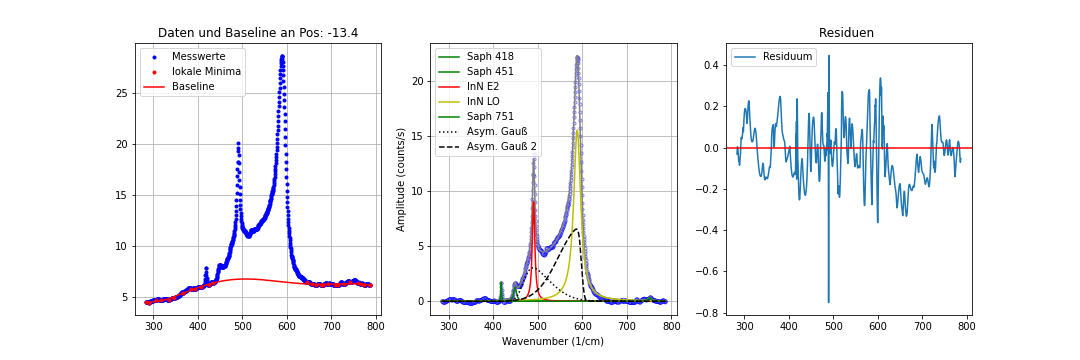 Daten und Baseline an Pos: -13.4
Messwerte
lokale Minima
Baseline
25
20
15
10
5
300 400 500 600 700 800
Saph 418
Saph 451
InN E2
InN LO
Saph 751
Asym. Gauß
Asym. Gauß 2
Amplitude (counts/s)
20
15
10
5
0
300 400 500 600 700 800
Wavenumber (1/cm)
Residuen
Residuum
0.4
0.2
0.0
−0.2
−0.4
−0.6
−0.8
300 400 500 600 700 800